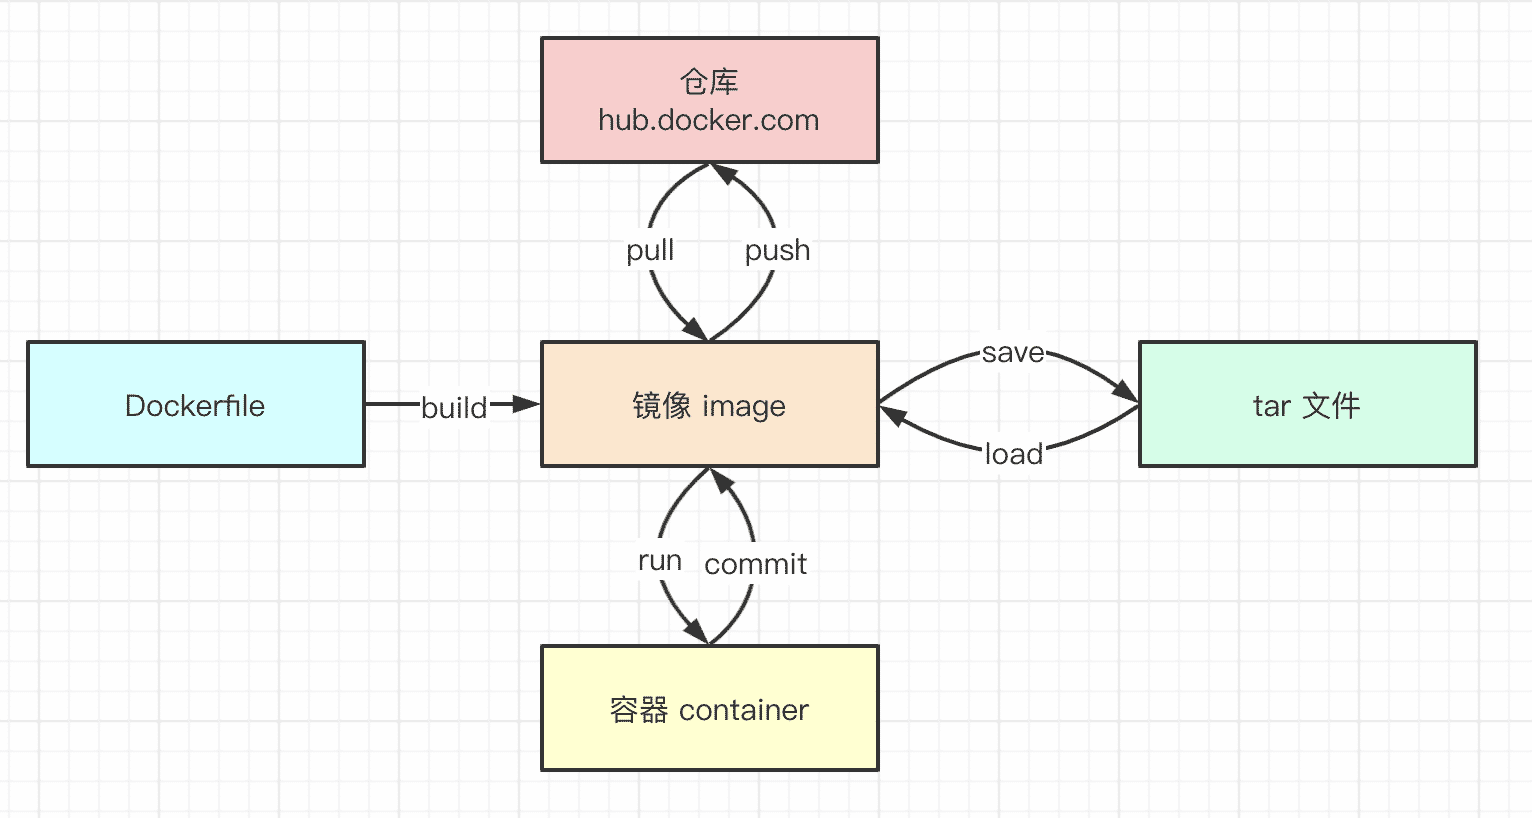 仓库
hub.docker.com
pull
push
Dockerfile
build
镜像 image
save
load
tar 文件
run
commit
容器 container